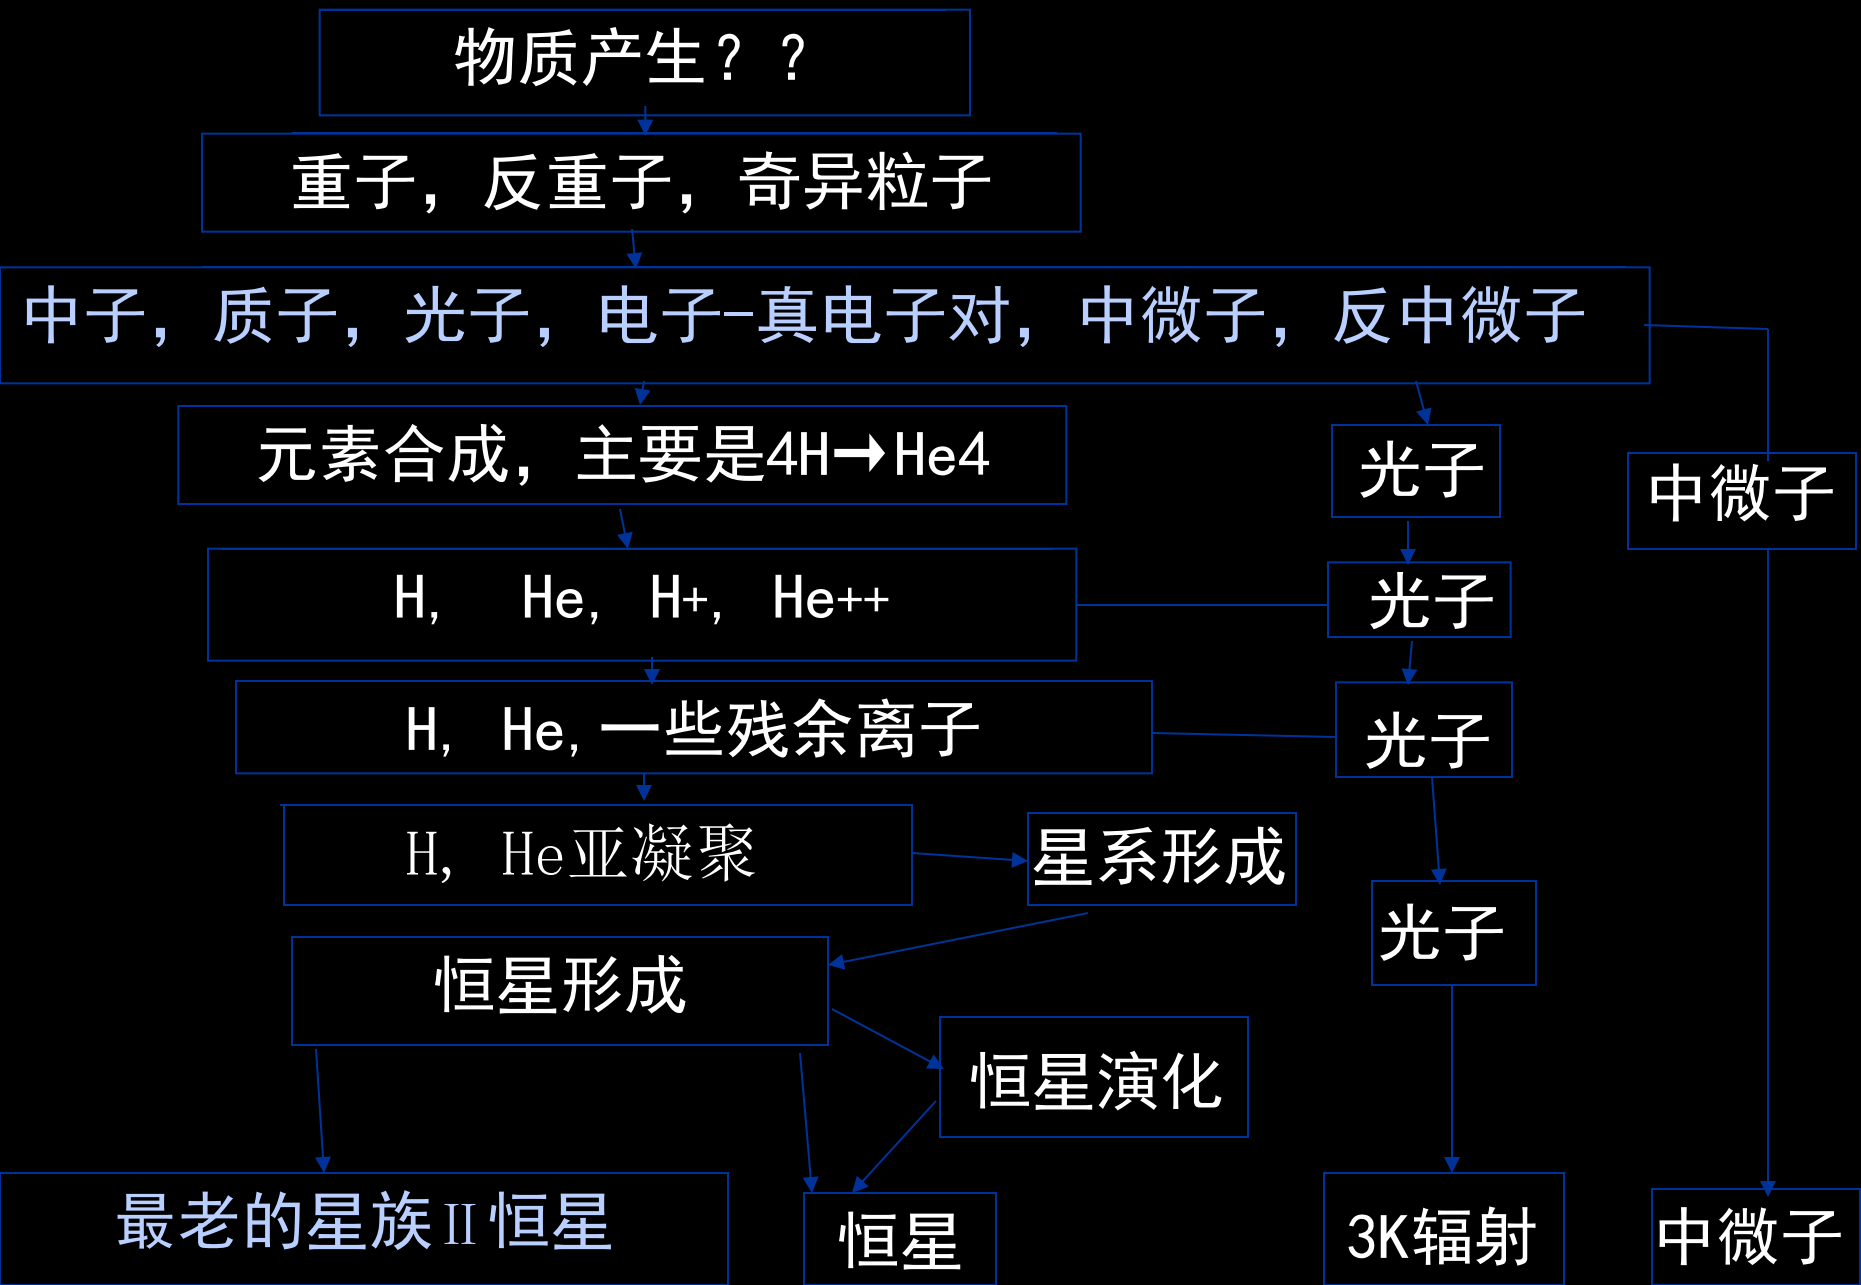 物质产生？？
重子，反重子，奇异粒子
中子，质子，光子，电子-真电子对，中微子，反中微子
元素合成，主要是4H→He4
光子
中微子
H， He， H+， He++
光子
H， He，一些残余离子
光子
H， He亚凝聚
星系形成
光子
恒星形成
恒星演化
最老的星族II恒星
恒星
3K辐射
中微子